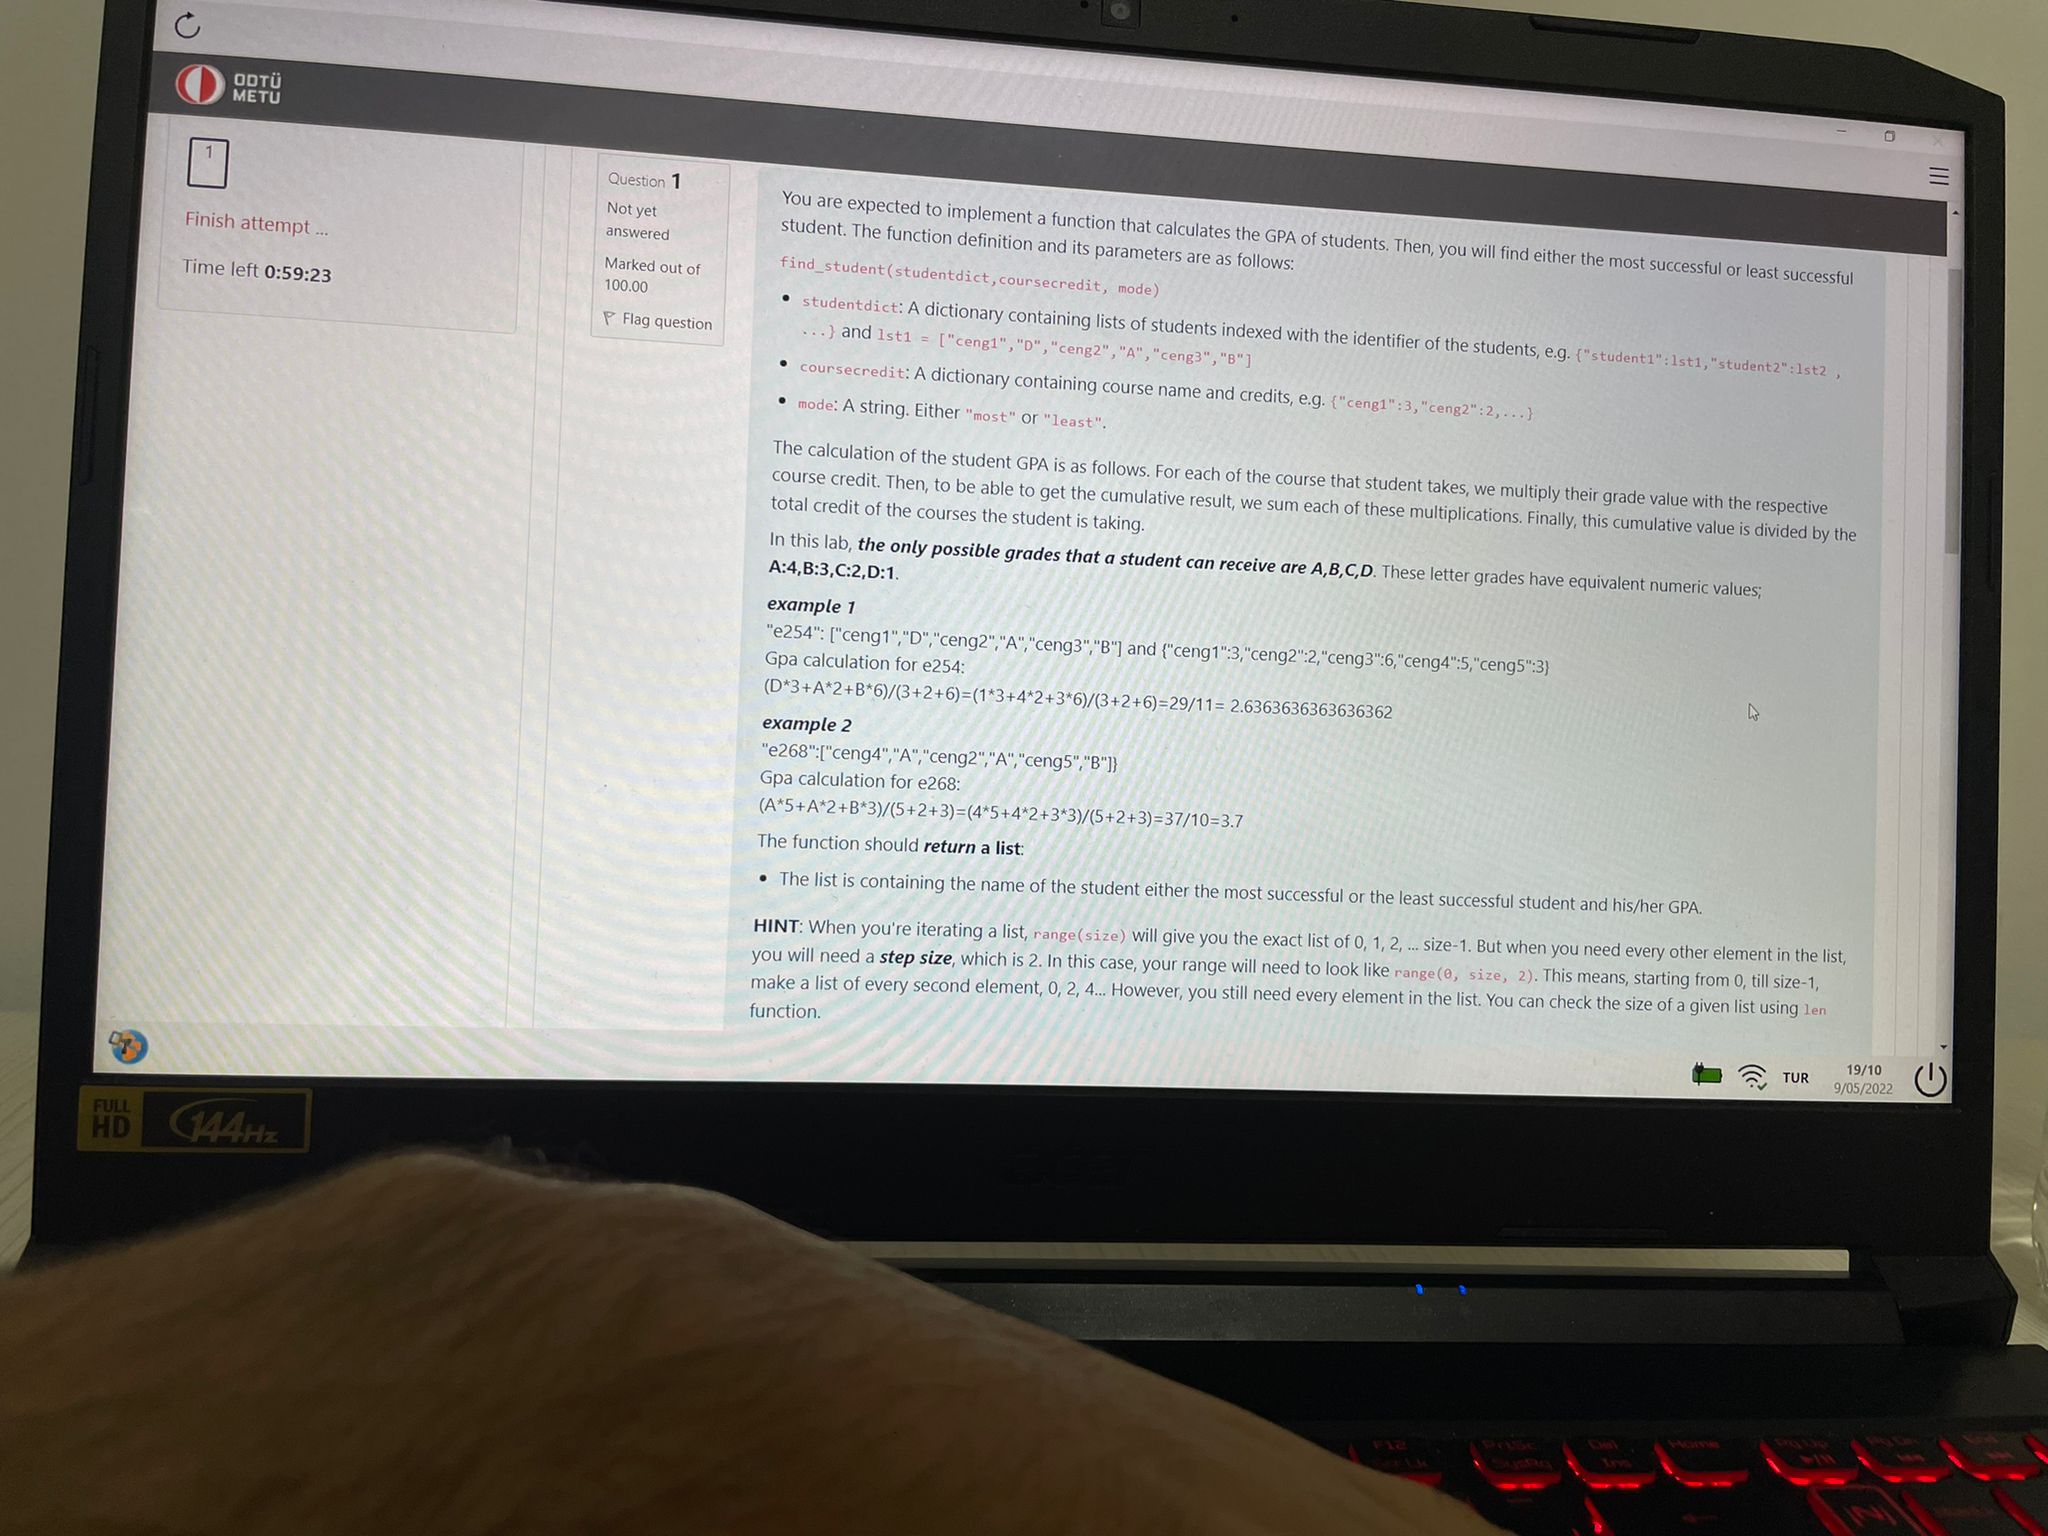 ODTÜ
METU
1
Finish attempt ...
Time left 0:59:23
Question 1
Not yet
answered
Marked out of
100.00
Flag question
You are expected to implement a function that calculates the GPA of students. Then, you will find either the most successful or least successful
student. The function definition and its parameters are as follows:
find_student(studentdict,coursecredit, mode)
• studentdict: A dictionary containing lists of students indexed with the identifier of the students, e.g. {"student1":lst1,"student2":lst2 ,
...} and lst1 = ["ceng1","D","ceng2","A","ceng3","B"]
• coursecredit: A dictionary containing course name and credits, e.g. {"ceng1":3,"ceng2":2,...}
• mode: A string. Either "most" or "least".
The calculation of the student GPA is as follows. For each of the course that student takes, we multiply their grade value with the respective
course credit. Then, to be able to get the cumulative result, we sum each of these multiplications. Finally, this cumulative value is divided by the
total credit of the courses the student is taking.
In this lab, the only possible grades that a student can receive are A,B,C,D. These letter grades have equivalent numeric values;
A:4,B:3,C:2,D:1.
example 1
"e254": ["ceng1","D","ceng2","A","ceng3","B"] and {"ceng1":3,"ceng2":2,"ceng3":6,"ceng4":5,"ceng5":3}
Gpa calculation for e254:
(D*3+A*2+B*6)/(3+2+6)=(1*3+4*2+3*6)/(3+2+6)=29/11= 2.6363636363636362
example 2
"e268":["ceng4","A","ceng2","A","ceng5","B"]}
Gpa calculation for e268:
(A*5+A*2+B*3)/(5+2+3)=(4*5+4*2+3*3)/(5+2+3)=37/10=3.7
The function should return a list:
• The list is containing the name of the student either the most successful or the least successful student and his/her GPA.
HINT: When you're iterating a list, range(size) will give you the exact list of 0, 1, 2, ... size-1. But when you need every other element in the list,
you will need a step size, which is 2. In this case, your range will need to look like range(0, size, 2). This means, starting from 0, till size-1,
make a list of every second element, 0, 2, 4... However, you still need every element in the list. You can check the size of a given list using len
function.
TUR
19/10
9/05/2022
FULL
HD
144Hz
acer
F12
Scr Lk
PrtSc
SysRq
Del
Ins
Home
Pg Up